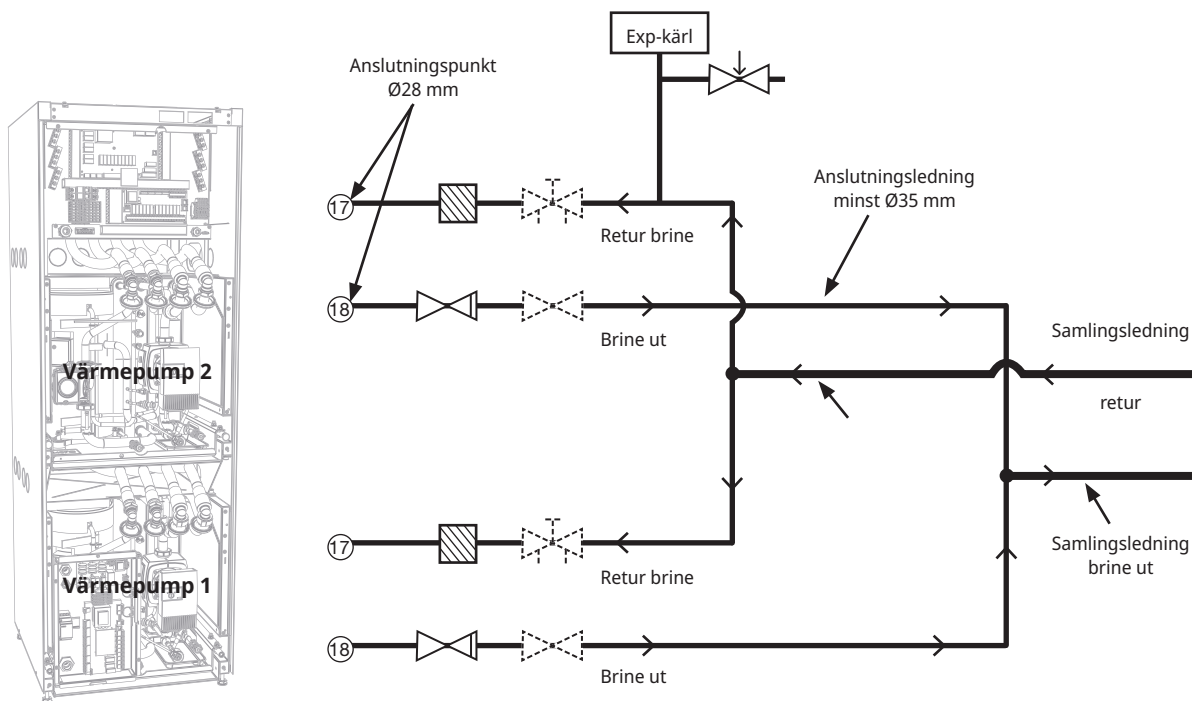 Exp-kärl
Anslutningspunkt
Ø28 mm
Anslutningsledning
minst Ø35 mm
17
Retur brine
18
Brine ut
Samlingsledning
retur
Värmepump 2
17
Retur brine
Samlingsledning
brine ut
Värmepump 1
18
Brine ut